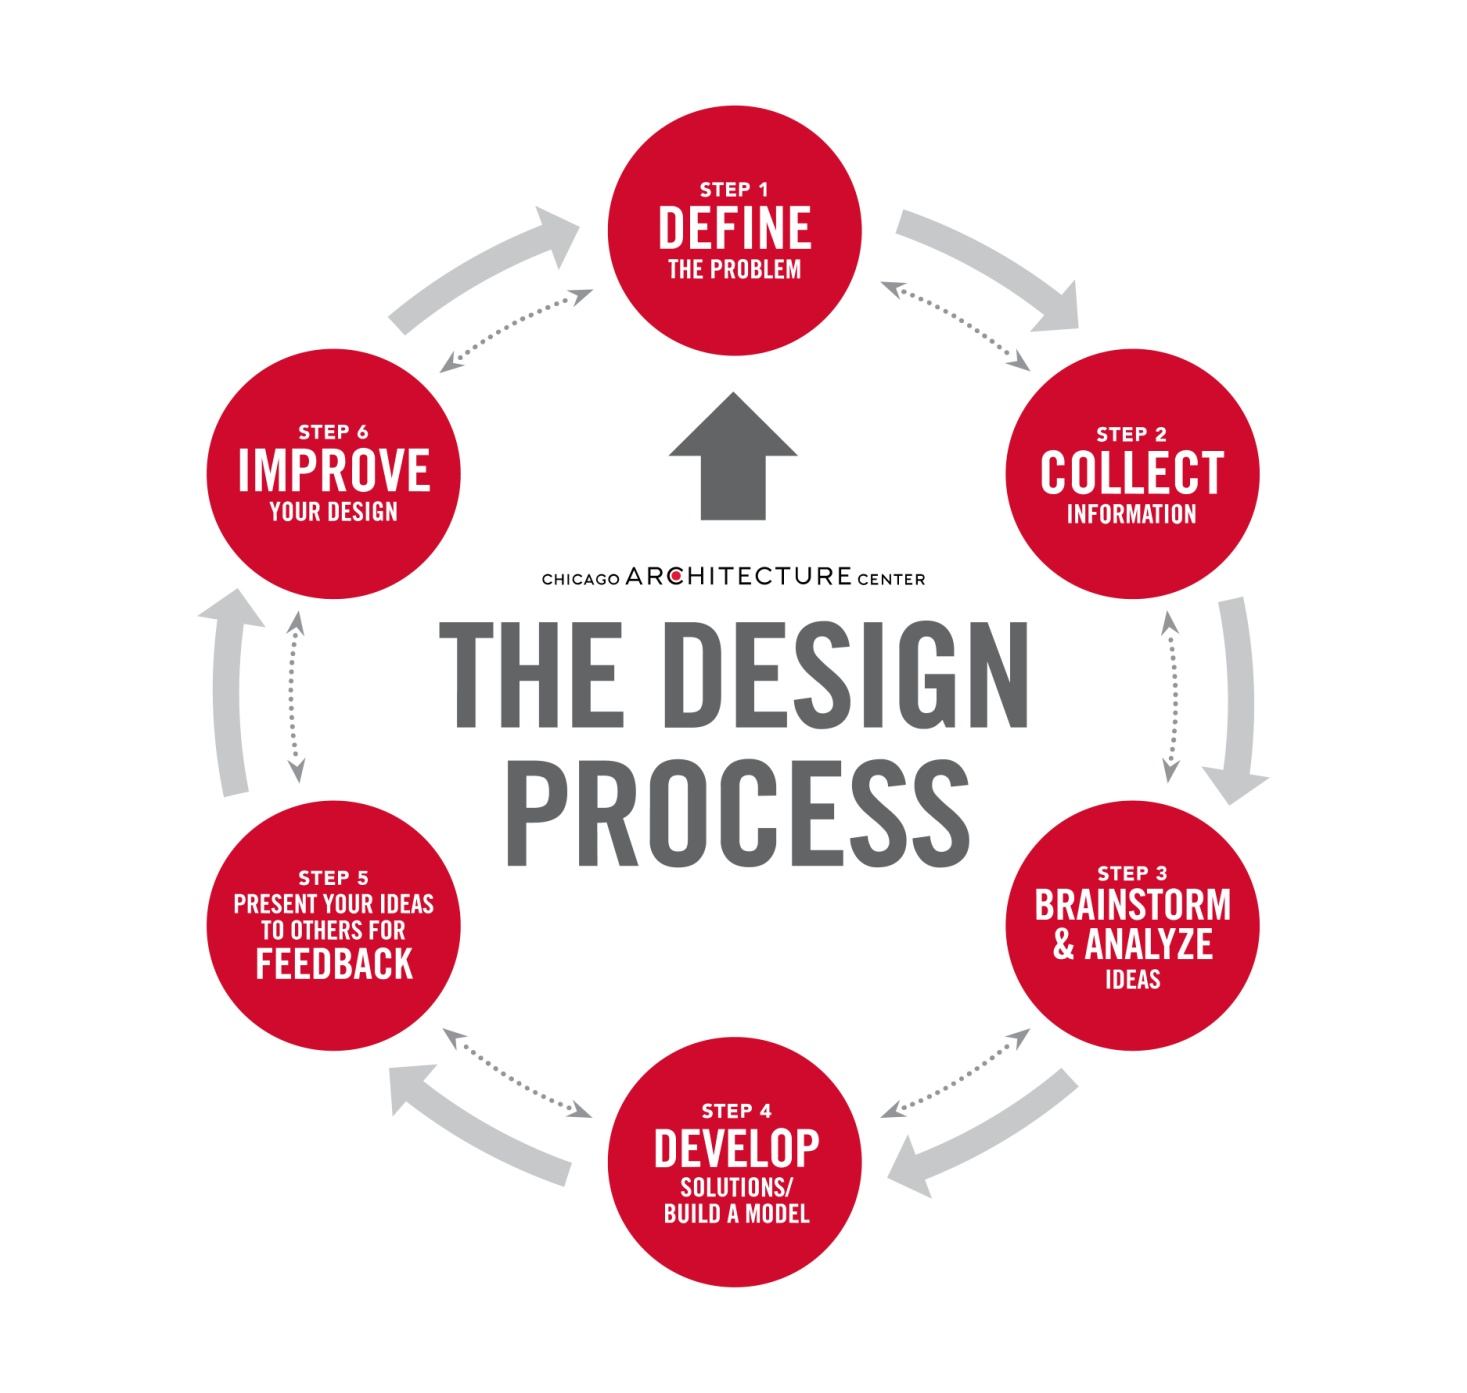 STEP 1
DEFINE
THE PROBLEM
STEP 2
COLLECT
INFORMATION
STEP 3
BRAINSTORM
& ANALYZE
IDEAS
STEP 4
DEVELOP
SOLUTIONS/
BUILD A MODEL
STEP 5
PRESENT YOUR IDEAS
TO OTHERS FOR
FEEDBACK
STEP 6
IMPROVE
YOUR DESIGN
CHICAGO ARCHITECTURE CENTER
THE DESIGN
PROCESS